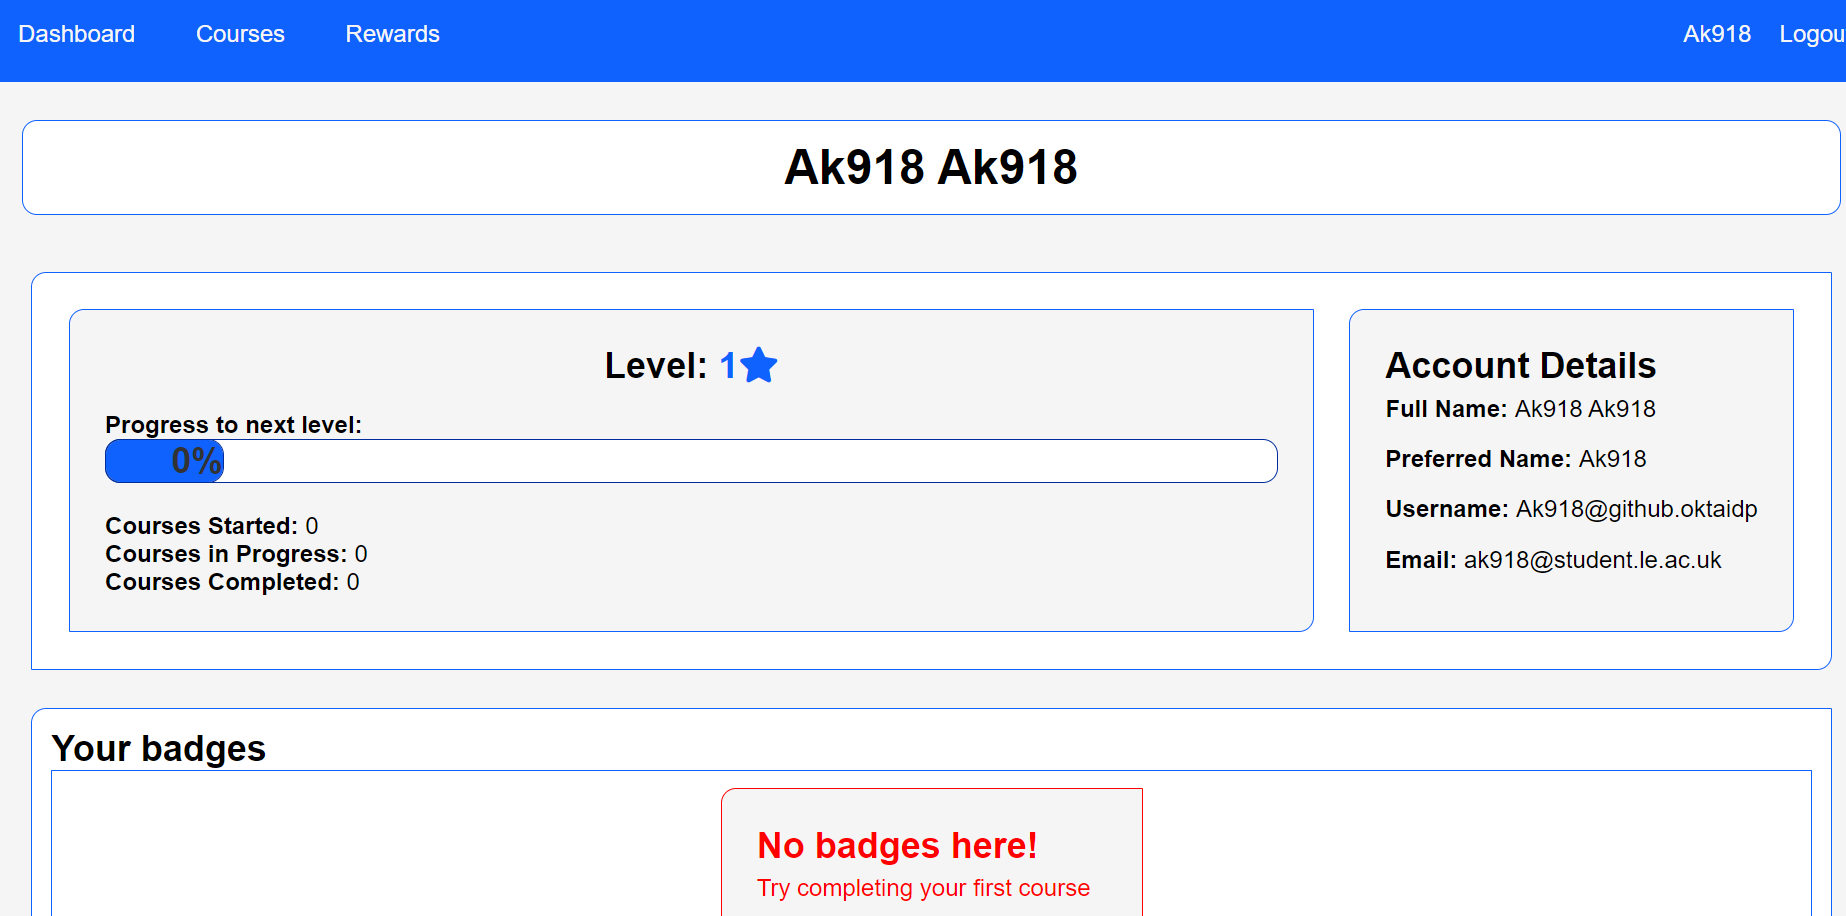 Dashboard Courses Rewards Ak918 Logou
Ak918 Ak918
Level: 1
Progress to next level:
0%
Courses Started: 0
Courses in Progress: 0
Courses Completed: 0
Account Details
Full Name: Ak918 Ak918
Preferred Name: Ak918
Username: Ak918@github.oktaidp
Email: ak918@student.le.ac.uk
Your badges
No badges here!
Try completing your first course